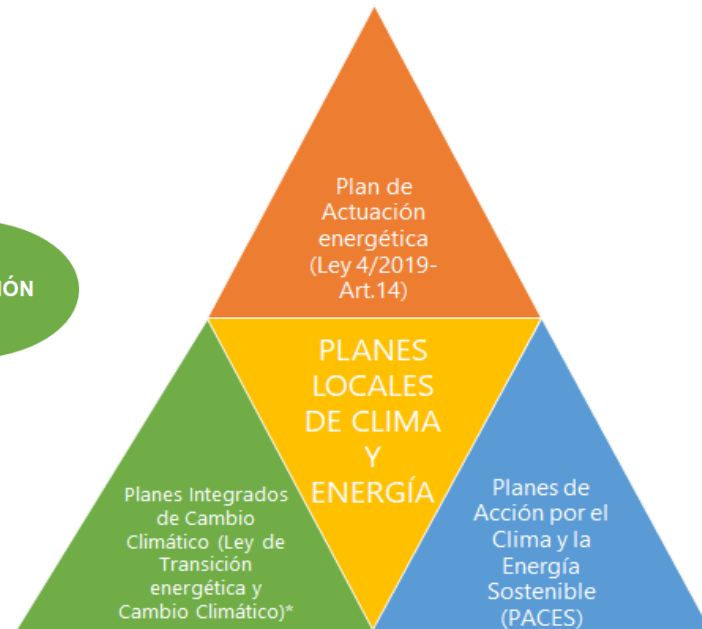 Plan de
Actuación
energética
(Ley 4/2019-
Art.14)
IÓN
PLANES
LOCALES
DE CLIMA
Y
ENERGÍA
Planes Integrados
de Cambio
Climático (Ley de
Transición
energética y
Cambio Climático)*
Planes de
Acción por el
Clima y la
Energía
Sostenible
(PACES)